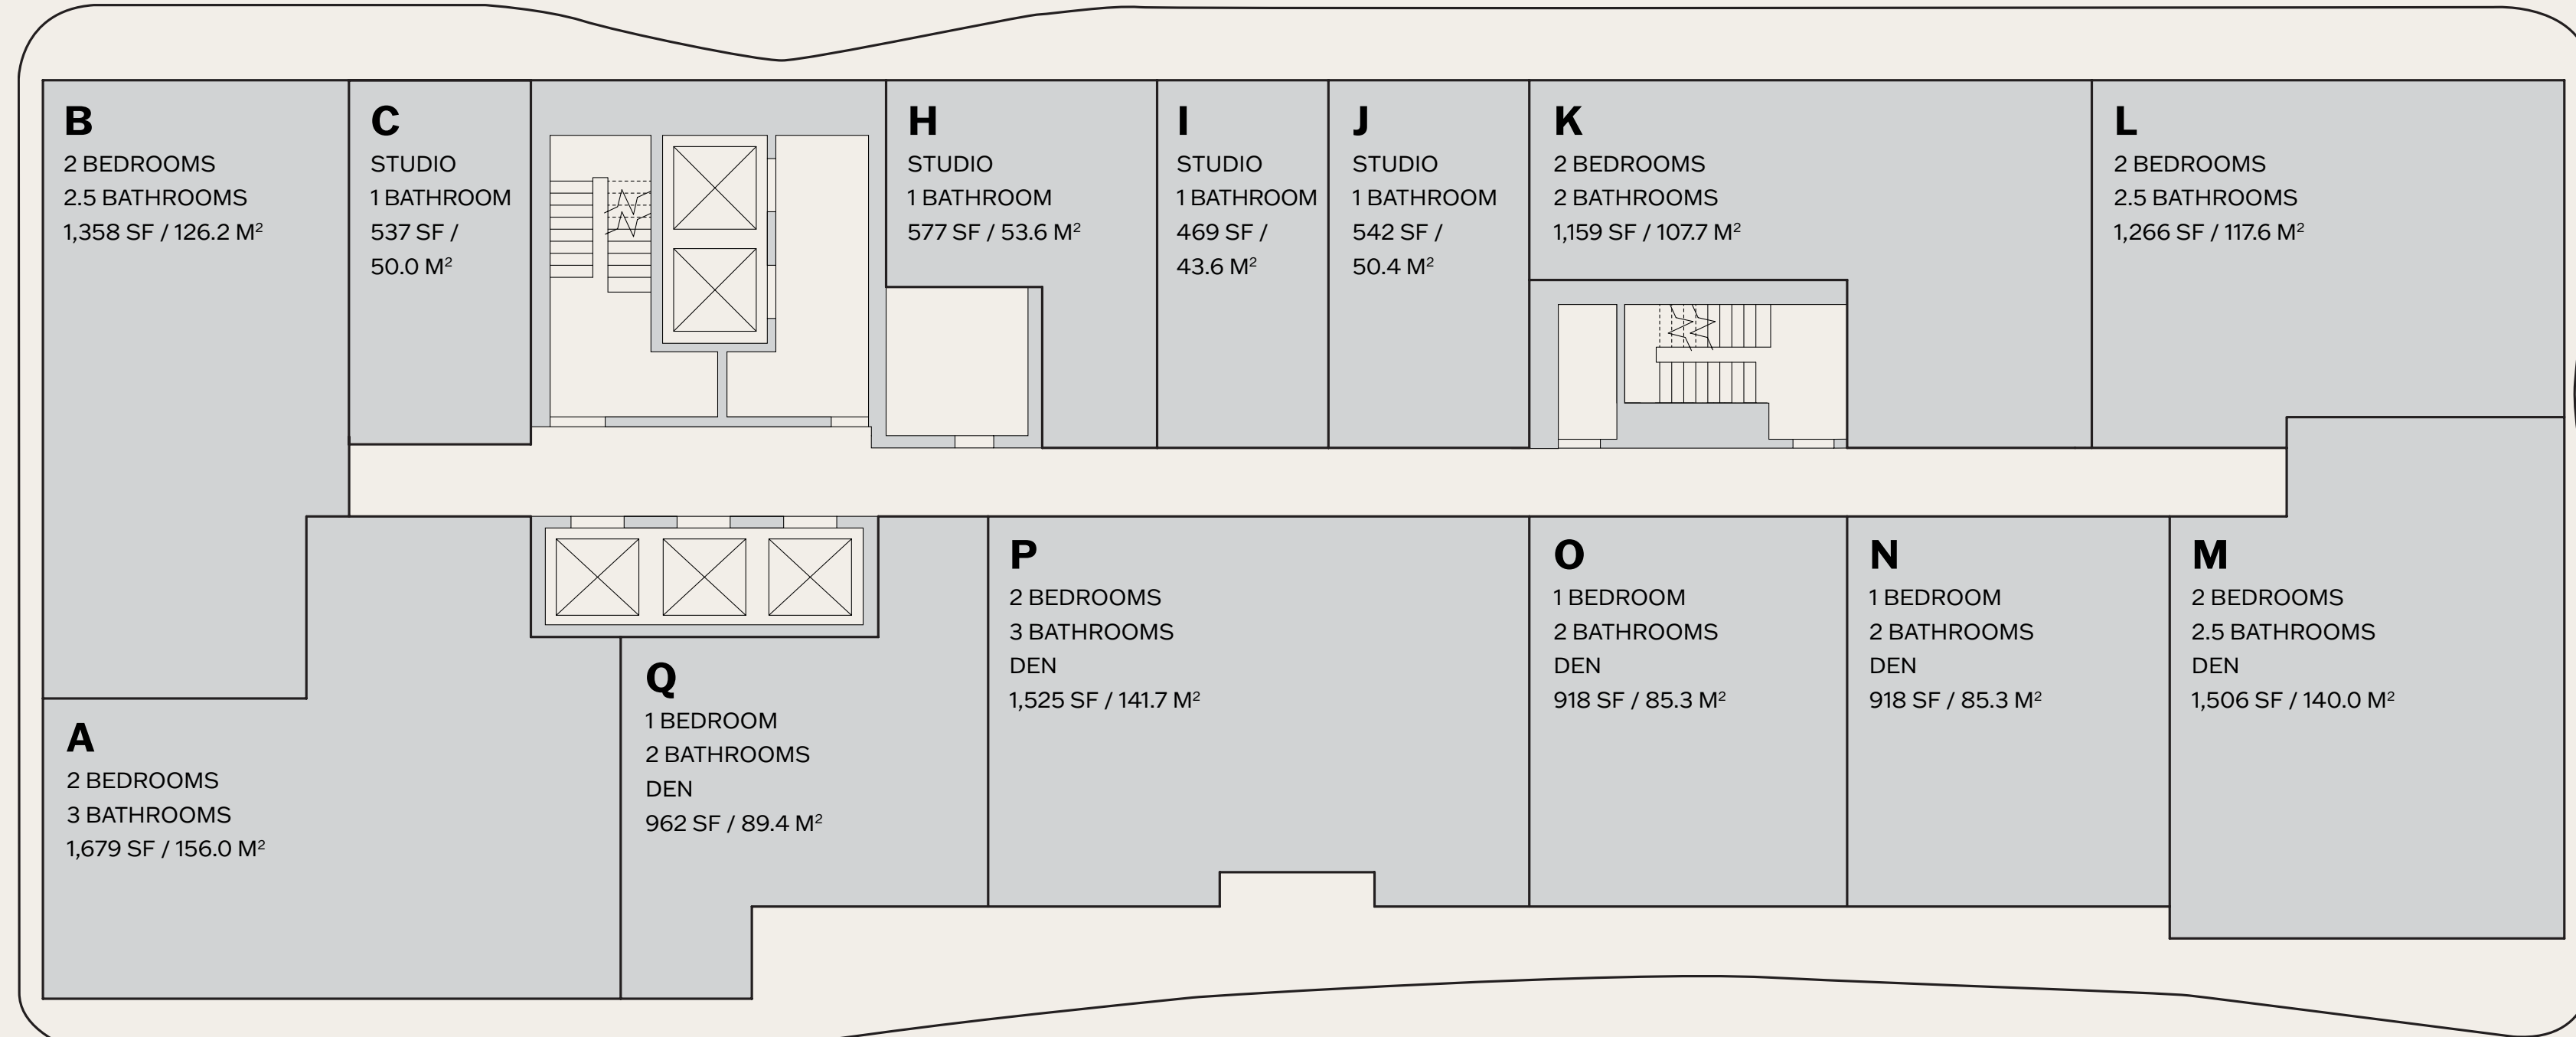 B
2 BEDROOMS
2.5 BATHROOMS
1,358 SF / 126.2 M²
C
STUDIO
1 BATHROOM
537 SF /
50.0 M²
H
STUDIO
1 BATHROOM
577 SF / 53.6 M²
I
STUDIO
1 BATHROOM
469 SF /
43.6 M²
J
STUDIO
1 BATHROOM
542 SF /
50.4 M²
K
2 BEDROOMS
2 BATHROOMS
1,159 SF / 107.7 M²
L
2 BEDROOMS
2.5 BATHROOMS
1,266 SF / 117.6 M²
A
2 BEDROOMS
3 BATHROOMS
1,679 SF / 156.0 M²
Q
1 BEDROOM
2 BATHROOMS
DEN
962 SF / 89.4 M²
P
2 BEDROOMS
3 BATHROOMS
DEN
1,525 SF / 141.7 M²
O
1 BEDROOM
2 BATHROOMS
DEN
918 SF / 85.3 M²
N
1 BEDROOM
2 BATHROOMS
DEN
918 SF / 85.3 M²
M
2 BEDROOMS
2.5 BATHROOMS
DEN
1,506 SF / 140.0 M²